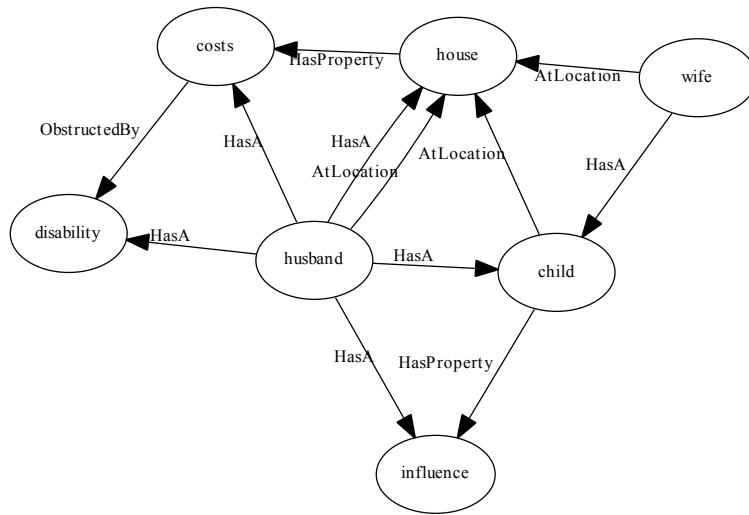 costs
house
wife
HasProperty
AtLocation
ObstructedBy
HasA
HasA
AtLocation
AtLocation
HasA
disability
HasA
husband
HasA
child
HasA
HasProperty
influence